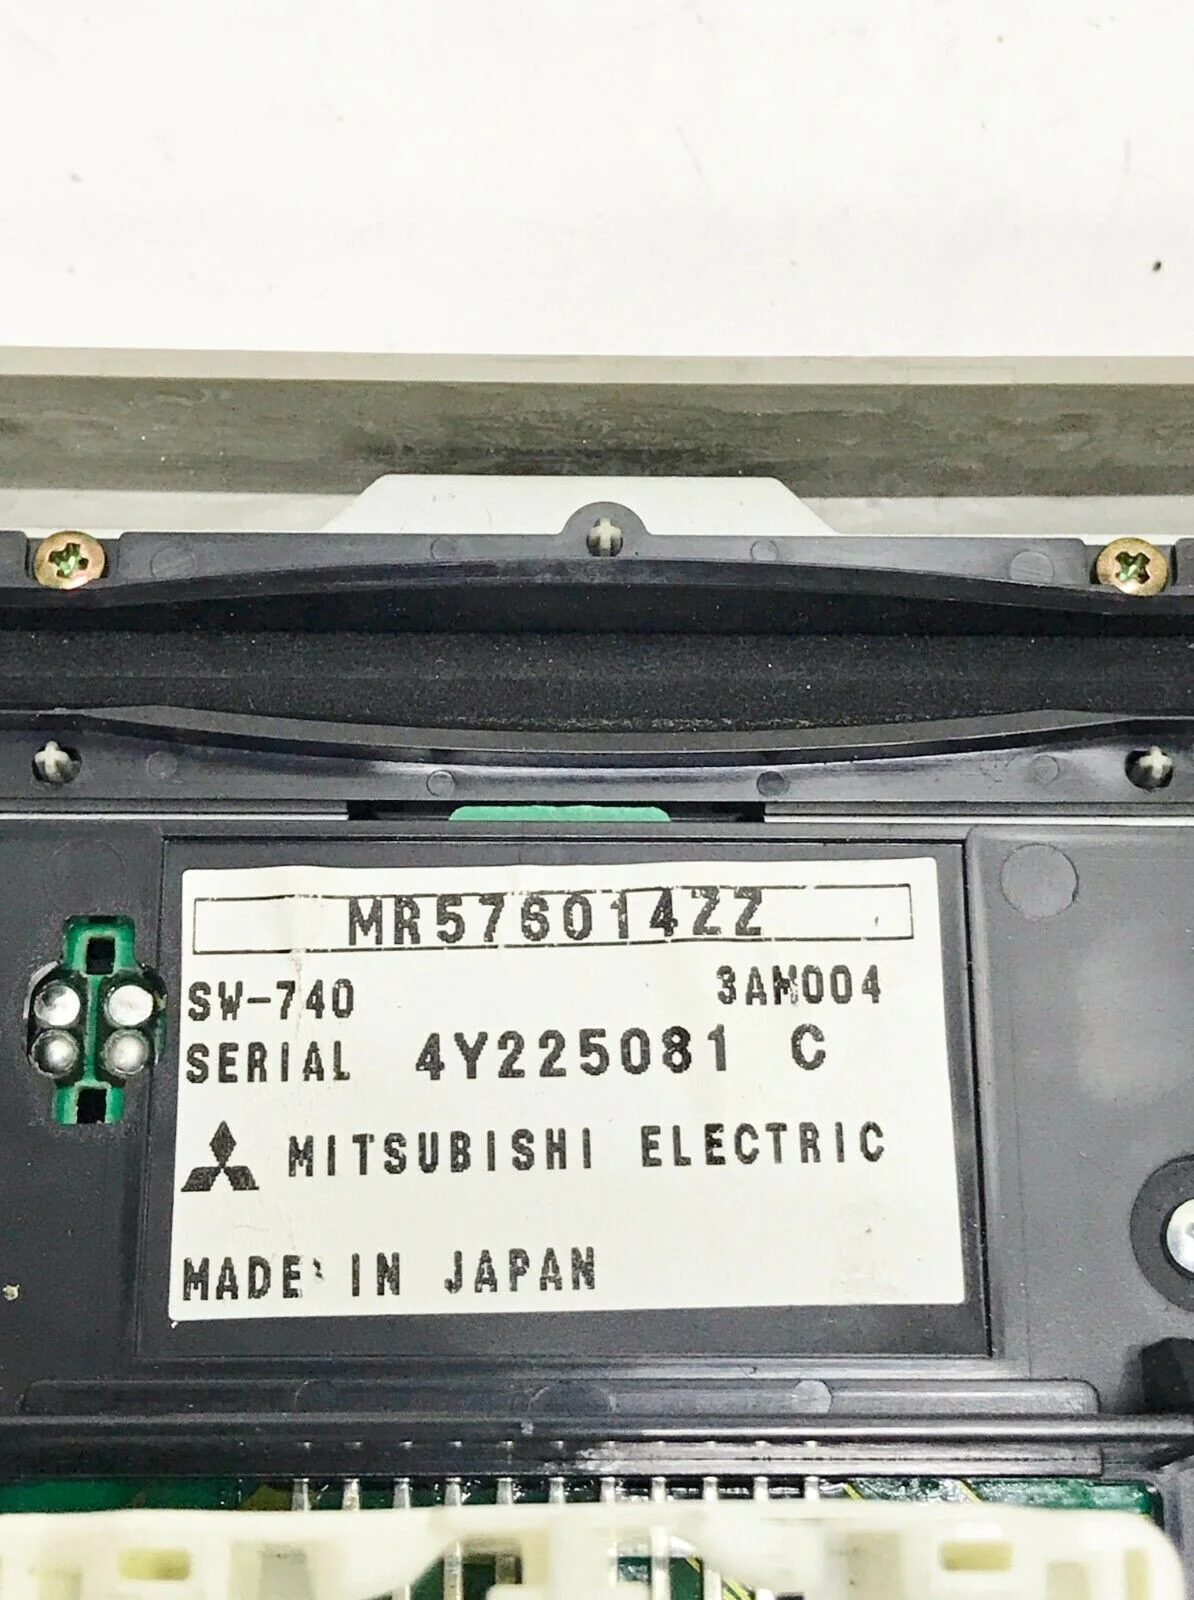 MR576014ZZ
SW-740 3AM004
SERIAL 4Y225081 C
MITSUBISHI ELECTRIC
MADE IN JAPAN